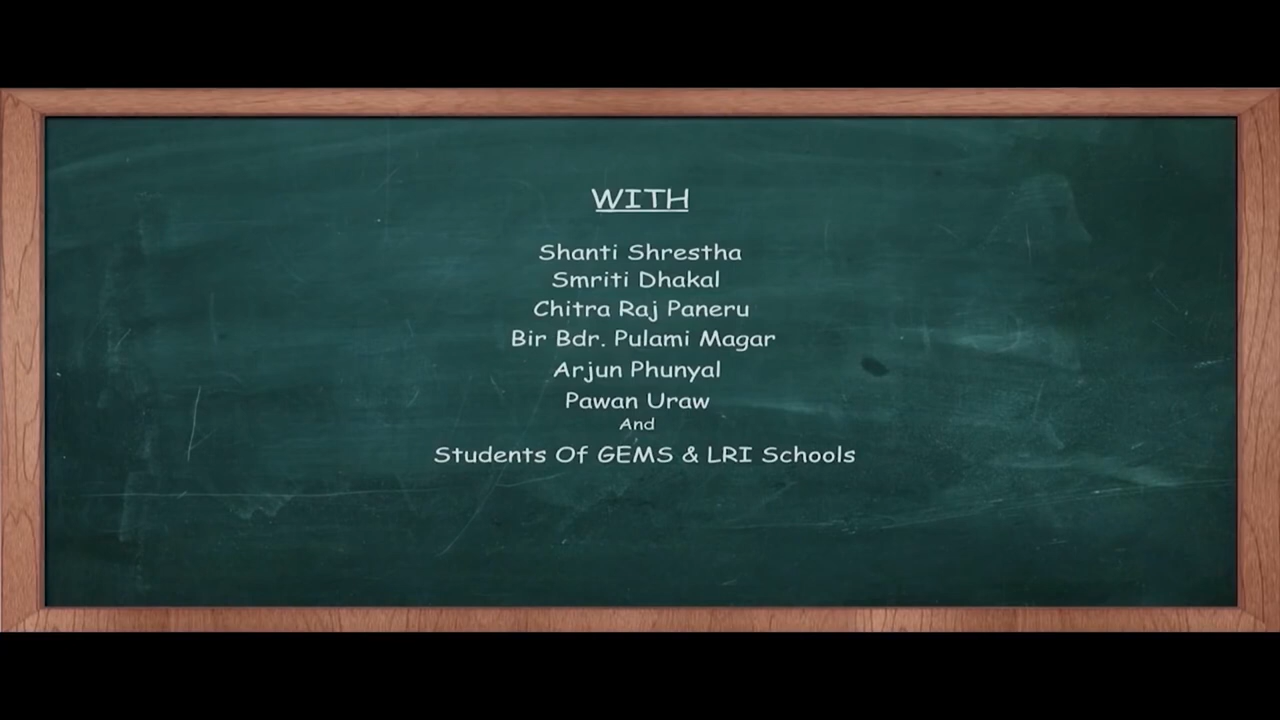 WITH
Shanti Shrestha
Smriti Dhakal
Chitra Raj Paneru
Bir Bdr. Pulami Magar
Arjun Phunyal
Pawan Uraw
And
Students Of GEMS & LRI Schools